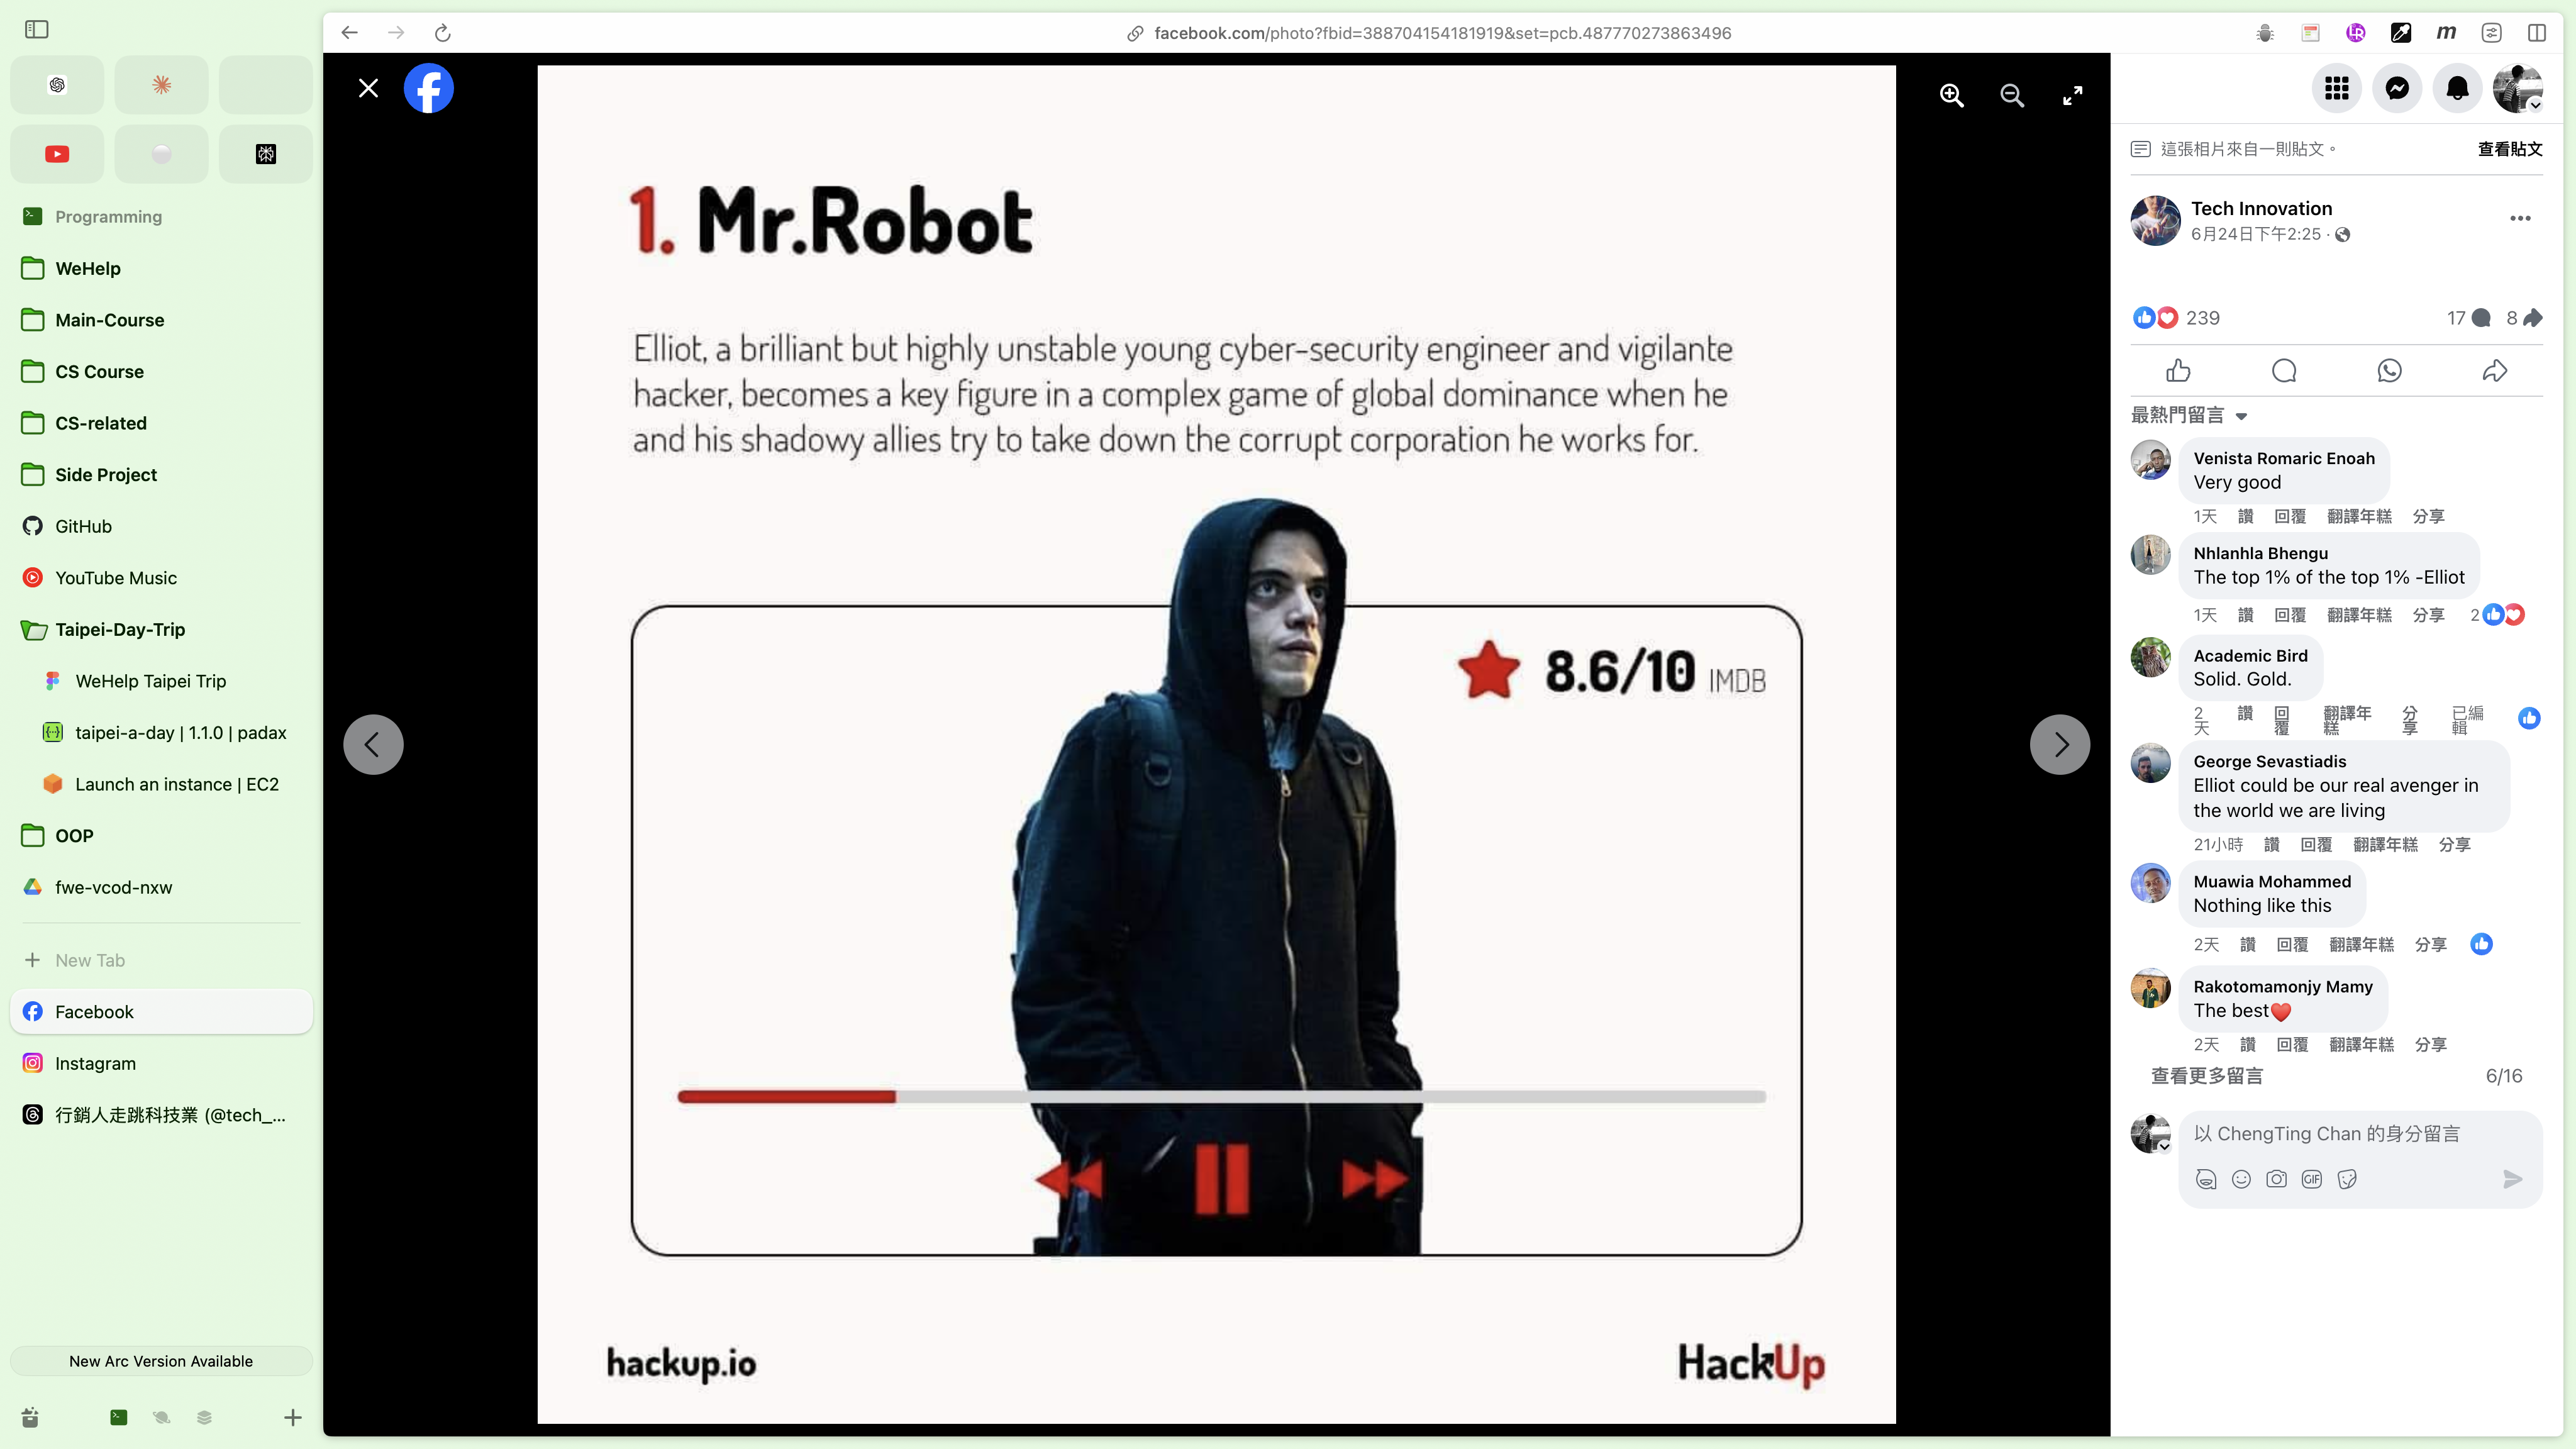 facebook.com/photo?fbid=388704154181919&set=pcb.487770273863496
Programming
WeHelp
Main-Course
CS Course
CS-related
Side Project
GitHub
YouTube Music
Taipei-Day-Trip
WeHelp Taipei Trip
taipei-a-day | 1.1.0 | padax
Launch an instance | EC2
OOP
fwe-vcod-nxw
New Tab
Facebook
Instagram
行銷人走跳科技業 (@tech_...
New Arc Version Available
1. Mr.Robot
Elliot, a brilliant but highly unstable young cyber-security engineer and vigilante
hacker, becomes a key figure in a complex game of global dominance when he
and his shadowy allies try to take down the corrupt corporation he works for.
8.6/10 IMDB
hackup.io
HackUp
這張相片來自一則貼文。 查看貼文
Tech Innovation
6月24日下午2:25 ·
239 17 8
最熱門留言
Venista Romaric Enoah
Very good
1天 讚 回覆 翻譯年糕 分享
Nhlanhla Bhengu
The top 1% of the top 1% -Elliot
1天 讚 回覆 翻譯年糕 分享 2
Academic Bird
Solid. Gold.
2天 讚 回覆 翻譯年糕 分享 已編輯
George Sevastiadis
Elliot could be our real avenger in
the world we are living
21小時 讚 回覆 翻譯年糕 分享
Muawia Mohammed
Nothing like this
2天 讚 回覆 翻譯年糕 分享
Rakotomamonjy Mamy
The best❤️
2天 讚 回覆 翻譯年糕 分享
查看更多留言 6/16
以 ChengTing Chan 的身分留言
GIF